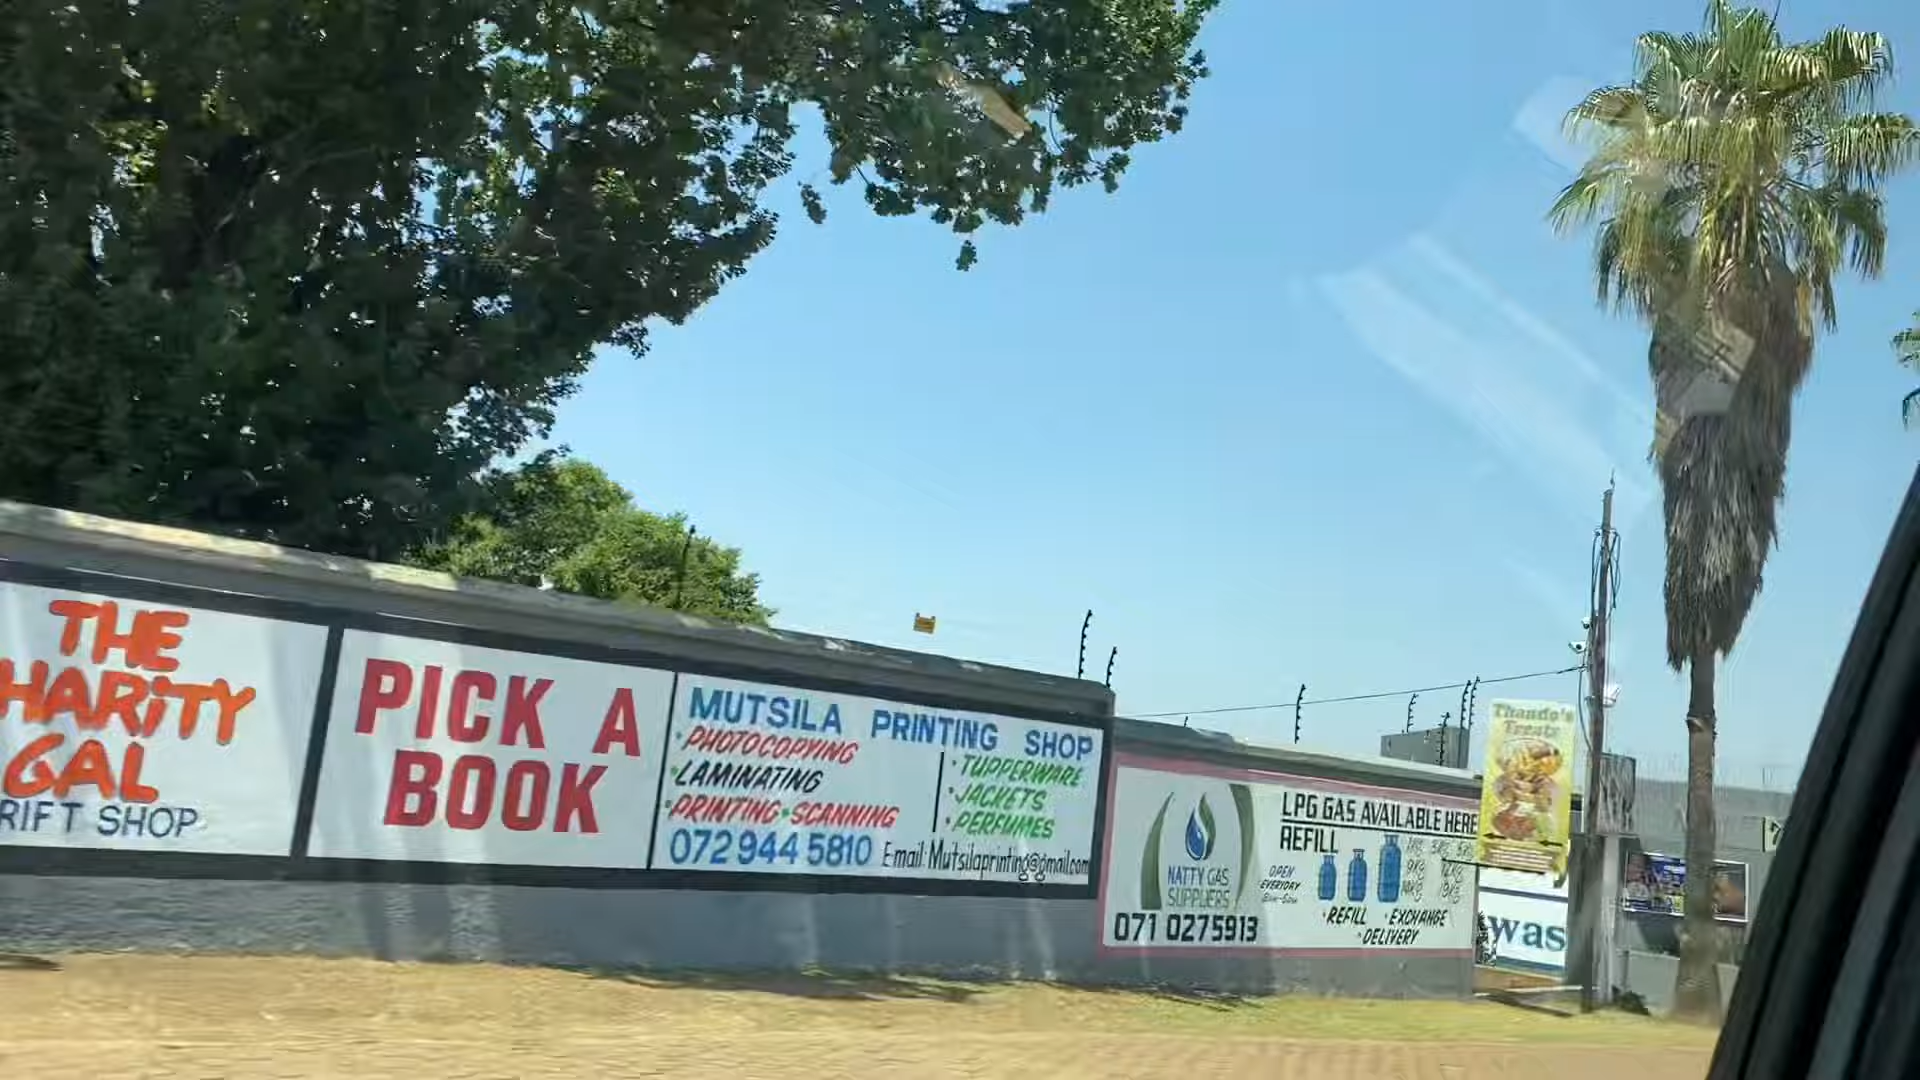 THE
HARITY
GAL
RIFT SHOP
PICK A
BOOK
MUTSILA PRINTING SHOP
•PHOTOCOPYING
•LAMINATING
•PRINTING•SCANNING
•TUPPERWARE
•JACKETS
•PERFUMES
072 944 5810
E-mail: Mutsilaprinting@gmail.com
NATTY GAS
SUPPLIERS
071 0275913
LPG GAS AVAILABLE HERE
REFILL
OPEN
EVERYDAY
•REFILL •EXCHANGE
•DELIVERY
Thando's
Treatz
was